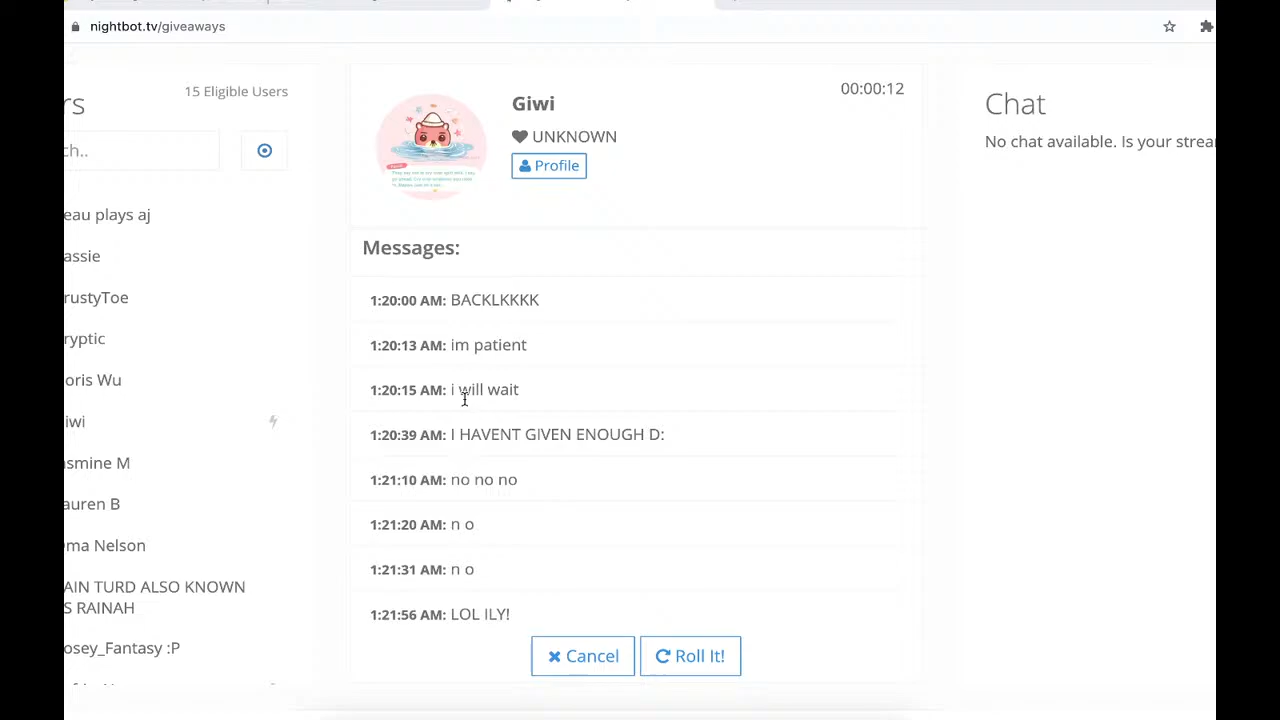 nightbot.tv/giveaways
15 Eligible Users
rs
ch..
eau plays aj
assie
rustyToe
ryptic
oris Wu
iwi
asmine M
auren B
ma Nelson
AIN TURD ALSO KNOWN
S RAINAH
osey_Fantasy :P
Giwi
UNKNOWN
Profile
00:00:12
Messages:
1:20:00 AM: BACKLKKKK
1:20:13 AM: im patient
1:20:15 AM: i will wait
1:20:39 AM: I HAVENT GIVEN ENOUGH D:
1:21:10 AM: no no no
1:21:20 AM: n o
1:21:31 AM: n o
1:21:56 AM: LOL ILY!
Cancel
Roll It!
Chat
No chat available. Is your strea